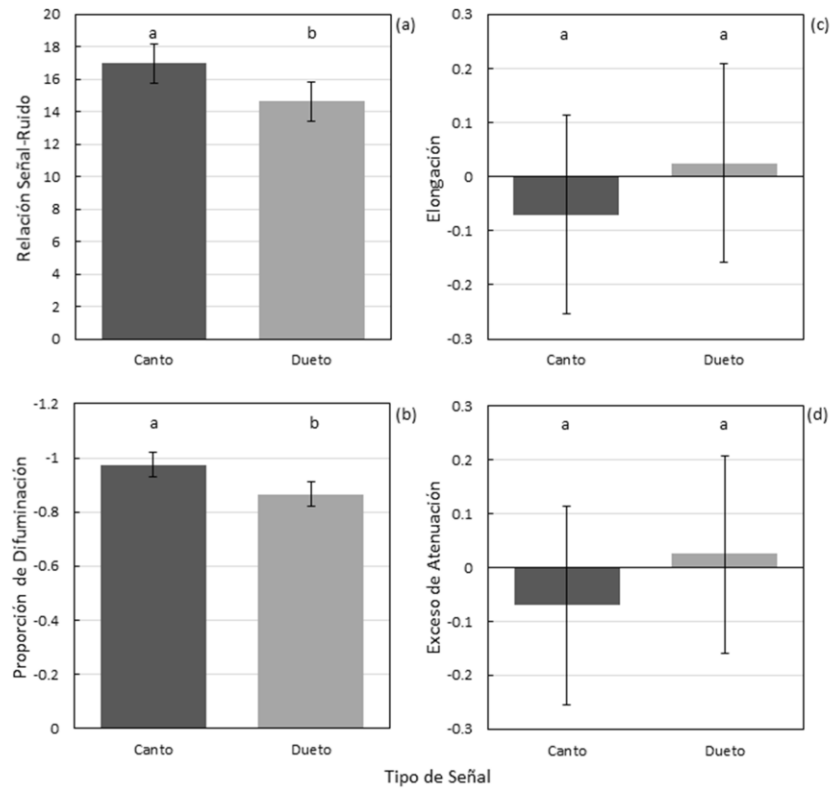 (a)
a b
Relación Señal-Ruido
20
18
16
14
12
10
8
6
4
2
0
Canto Dueto
(c)
a a
Elongación
0.3
0.2
0.1
0
-0.1
-0.2
-0.3
Canto Dueto
(b)
a b
Proporción de Difuminación
-1.2
-1
-0.8
-0.6
-0.4
-0.2
0
Canto Dueto
(d)
a a
Exceso de Atenuación
0.3
0.2
0.1
0
-0.1
-0.2
-0.3
Canto Dueto
Tipo de Señal